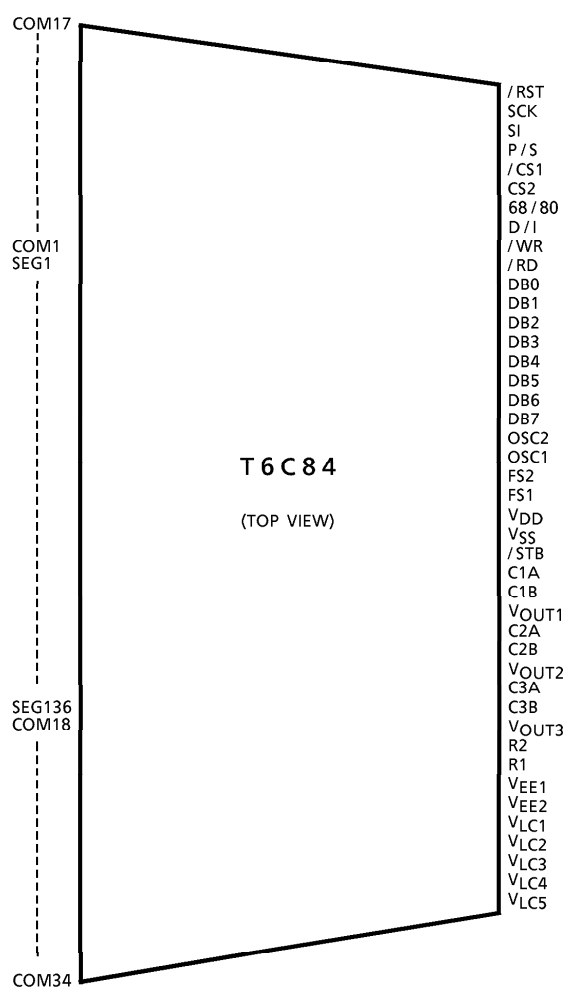 COM17
COM1
SEG1
SEG136
COM18
COM34
T6C84
(TOP VIEW)
/RST
SCK
SI
P/S
/CS1
CS2
68/80
D/I
/WR
/RD
DB0
DB1
DB2
DB3
DB4
DB5
DB6
DB7
OSC2
OSC1
FS2
FS1
VDD
VSS
/STB
C1A
C1B
VOUT1
C2A
C2B
VOUT2
C3A
C3B
VOUT3
R2
R1
VEE1
VEE2
VLC1
VLC2
VLC3
VLC4
VLC5